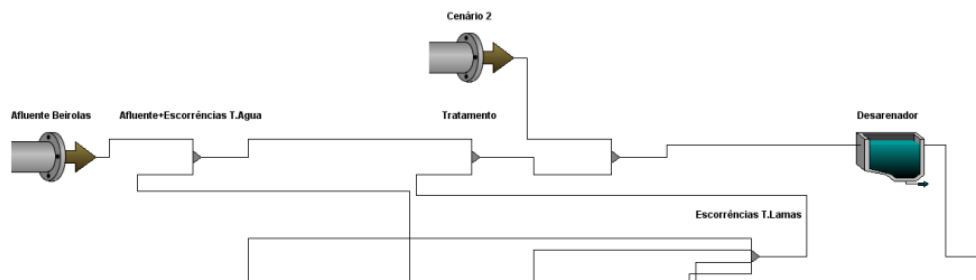 Cenário 2
Afluente Beirolas
Afluente+Escorrências T.Agua
Tratamento
Desarenador
Escorrências T.Lamas